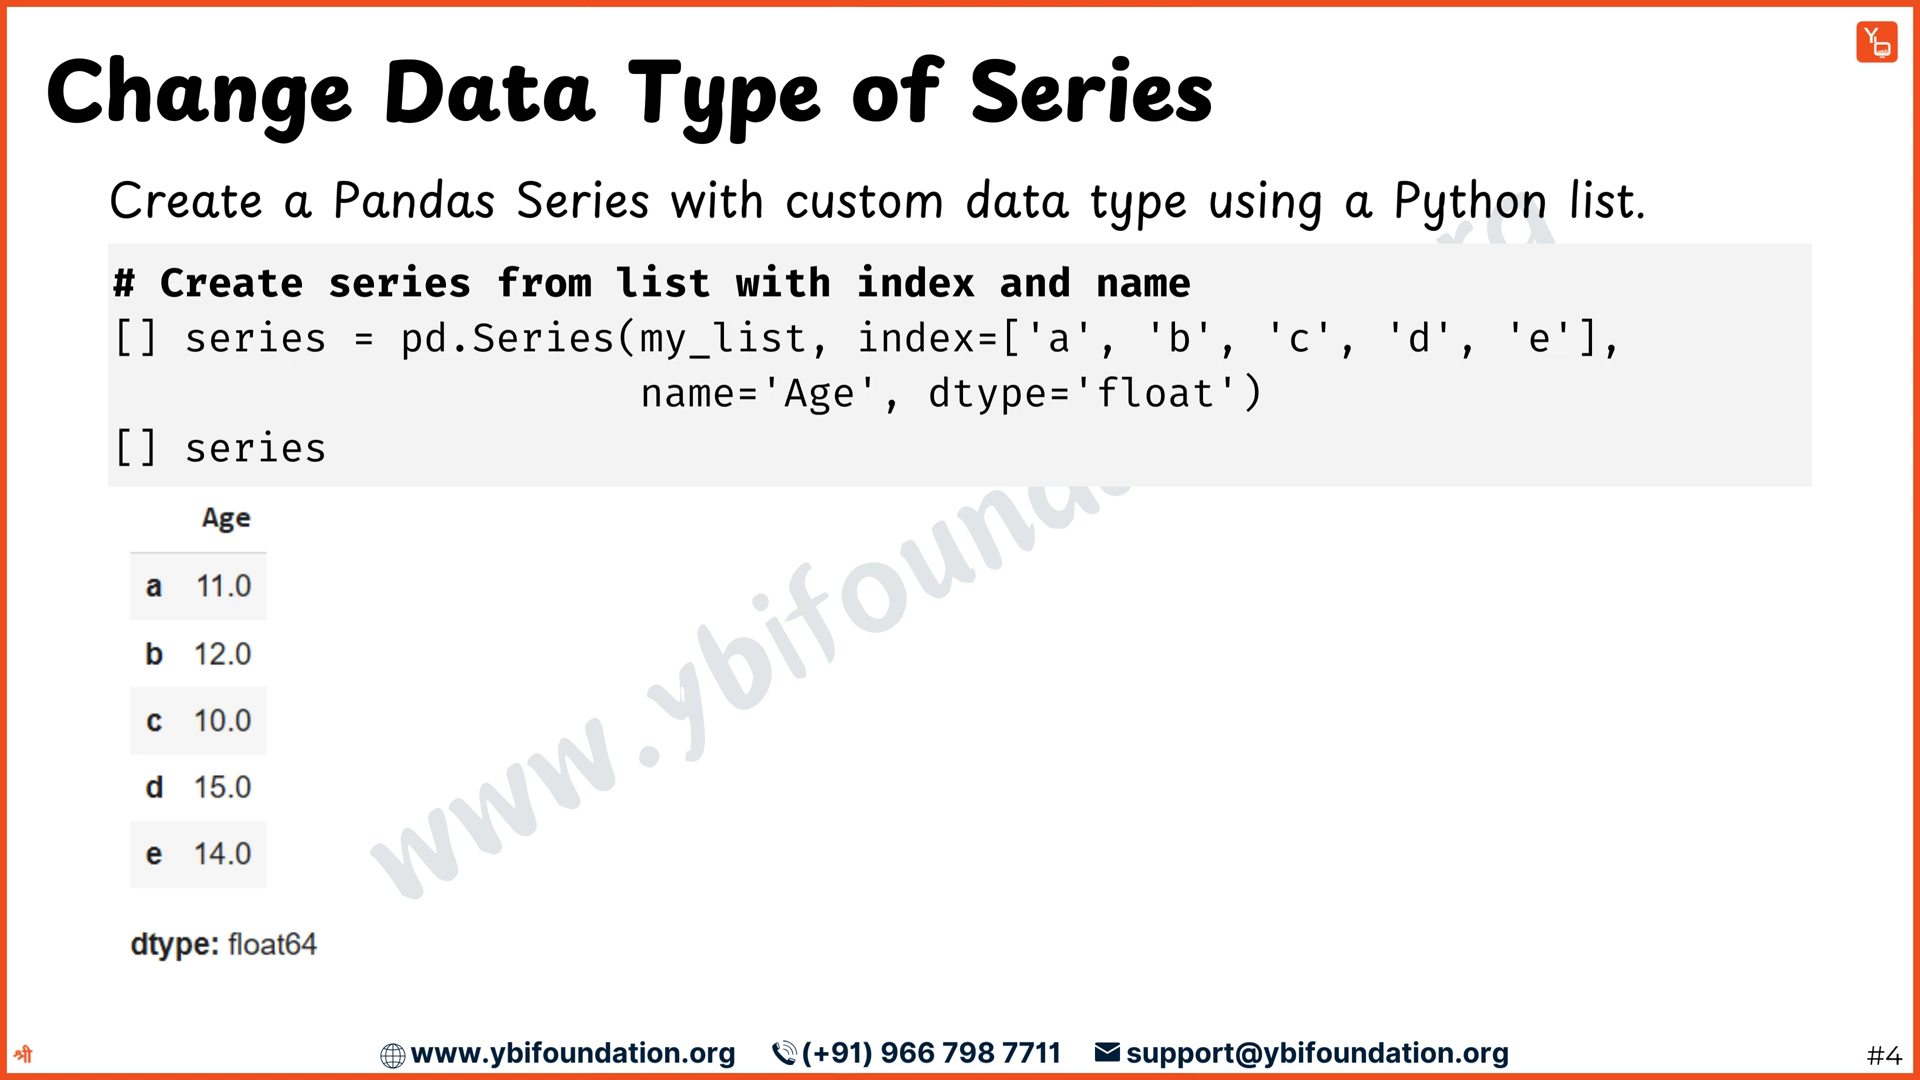 Change Data Type of Series
Create a Pandas Series with custom data type using a Python list.
# Create series from list with index and name
[] series = pd.Series(my_list, index=['a', 'b', 'c', 'd', 'e'],
name='Age', dtype='float')
[] series
Age
a 11.0
b 12.0
c 10.0
d 15.0
e 14.0
dtype: float64
श्री
www.ybifoundation.org (+91) 966 798 7711 support@ybifoundation.org
#4